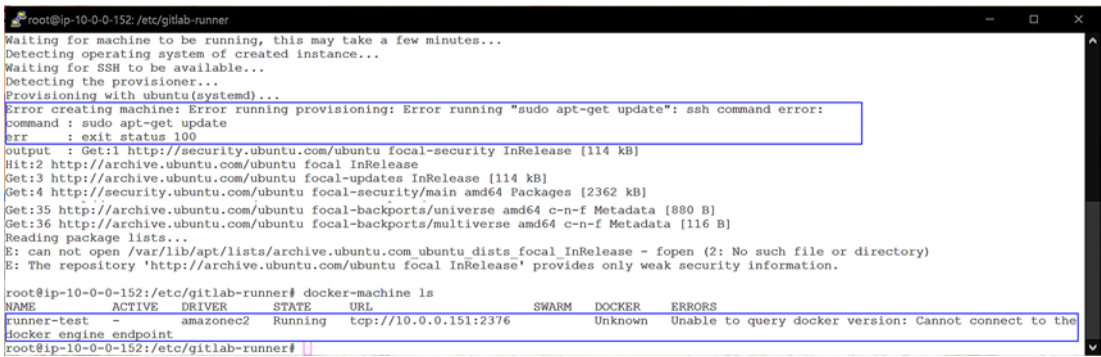 root@ip-10-0-0-152: /etc/gitlab-runner
Waiting for machine to be running, this may take a few minutes...
Detecting operating system of created instance...
Waiting for SSH to be available...
Detecting the provisioner...
Provisioning with ubuntu(systemd)...
Error creating machine: Error running provisioning: Error running "sudo apt-get update": ssh command error:
command : sudo apt-get update
err     : exit status 100
output  : Get:1 http://security.ubuntu.com/ubuntu focal-security InRelease [114 kB]
Hit:2 http://archive.ubuntu.com/ubuntu focal InRelease
Get:3 http://archive.ubuntu.com/ubuntu focal-updates InRelease [114 kB]
Get:4 http://security.ubuntu.com/ubuntu focal-security/main amd64 Packages [2362 kB]
Get:35 http://archive.ubuntu.com/ubuntu focal-backports/universe amd64 c-n-f Metadata [880 B]
Get:36 http://archive.ubuntu.com/ubuntu focal-backports/multiverse amd64 c-n-f Metadata [116 B]
Reading package lists...
E: can not open /var/lib/apt/lists/archive.ubuntu.com_ubuntu_dists_focal_InRelease - fopen (2: No such file or directory)
E: The repository 'http://archive.ubuntu.com/ubuntu focal InRelease' provides only weak security information.
root@ip-10-0-0-152:/etc/gitlab-runner# docker-machine ls
NAME          ACTIVE   DRIVER      STATE     URL                     SWARM   DOCKER    ERRORS
runner-test   -        amazonec2   Running   tcp://10.0.0.151:2376           Unknown   Unable to query docker version: Cannot connect to the
docker engine endpoint
root@ip-10-0-0-152:/etc/gitlab-runner#